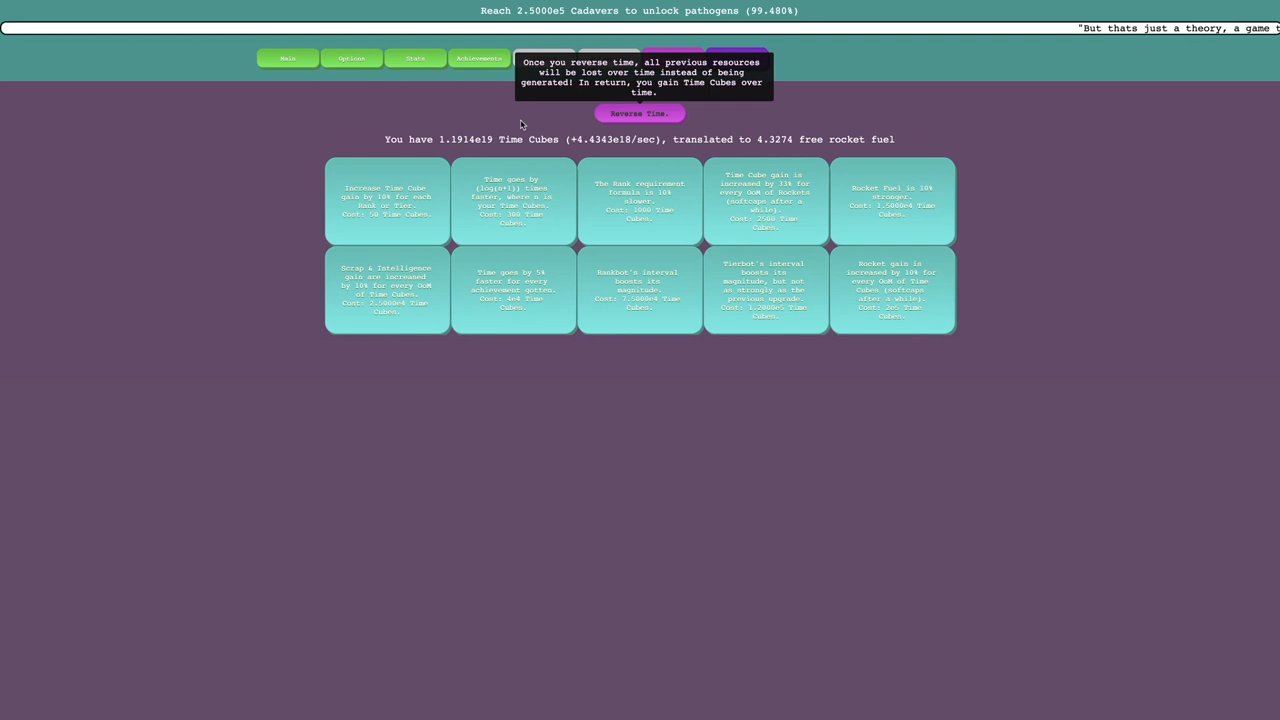 Reach 2.5000e5 Cadavers to unlock pathogens (99.480%)
"But thats just a theory, a game t
Main
Options
Stats
Achievements
Once you reverse time, all previous resources
will be lost over time instead of being
generated! In return, you gain Time Cubes over
time.
Reverse Time.
You have 1.1914e19 Time Cubes (+4.4343e18/sec), translated to 4.3274 free rocket fuel
Increase Time Cube
gain by 10% for each
Rank or Tier.
Cost: 50 Time Cubes.
Time goes by
(log(n+1)) times
faster, where n is
your Time Cubes.
Cost: 300 Time
Cubes.
The Rank requirement
formula is 10%
slower.
Cost: 1000 Time
Cubes.
Time Cube gain is
increased by 33% for
every OoM of Rockets
(softcaps after a
while).
Cost: 2500 Time
Cubes.
Rocket Fuel is 10%
stronger.
Cost: 1.5000e4 Time
Cubes.
Scrap & Intelligence
gain are increased
by 10% for every OoM
of Time Cubes.
Cost: 2.5000e4 Time
Cubes.
Time goes by 5%
faster for every
achievement gotten.
Cost: 4e4 Time
Cubes.
Rankbot's interval
boosts its
magnitude.
Cost: 7.5000e4 Time
Cubes.
Tierbot's interval
boosts its
magnitude, but not
as strongly as the
previous upgrade.
Cost: 1.2000e5 Time
Cubes.
Rocket gain is
increased by 10% for
every OoM of Time
Cubes (softcaps
after a while).
Cost: 2e5 Time
Cubes.